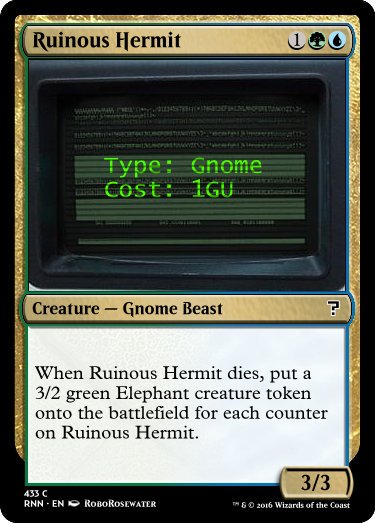 Ruinous Hermit 1
Type: Gnome
Cost: 1GU
Creature — Gnome Beast
When Ruinous Hermit dies, put a
3/2 green Elephant creature token
onto the battlefield for each counter
on Ruinous Hermit.
3/3
433 C
RNN • EN RoboRosewater
™ & © 2016 Wizards of the Coast